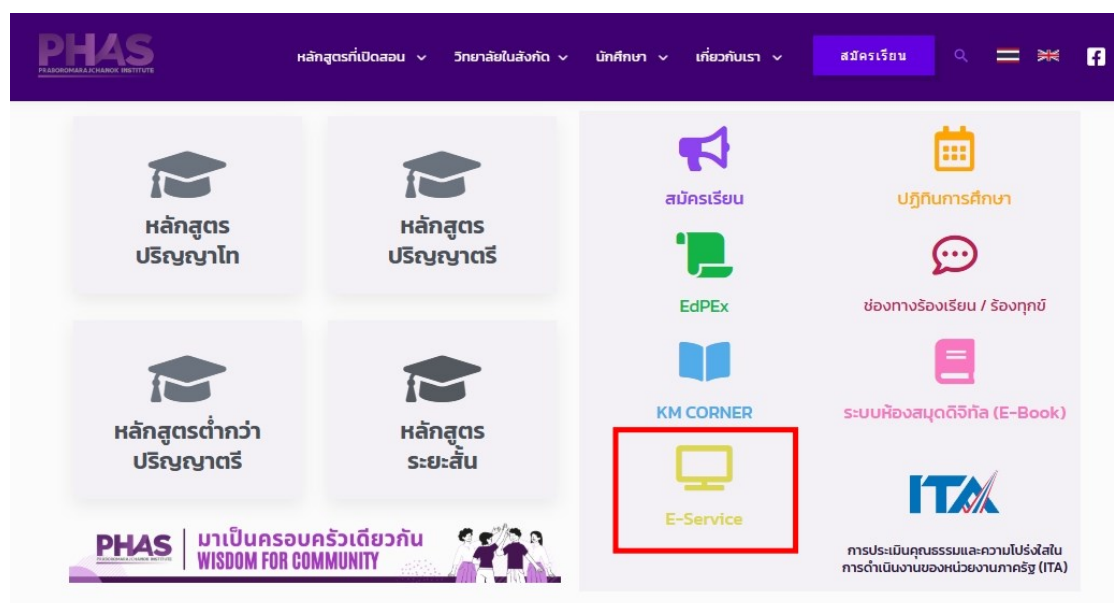 PHAS
PRABOROMARAJCHANOK INSTITUTE
หลักสูตรที่เปิดสอน
วิทยาลัยในสังกัด
นักศึกษา
เกี่ยวกับเรา
สมัครเรียน
หลักสูตร
ปริญญาโท
หลักสูตร
ปริญญาตรี
หลักสูตรต่ำกว่า
ปริญญาตรี
หลักสูตร
ระยะสั้น
PHAS
PRABOROMARAJCHANOK INSTITUTE
มาเป็นครอบครัวเดียวกัน
WISDOM FOR COMMUNITY
สมัครเรียน
ปฏิทินการศึกษา
EdPEx
ช่องทางร้องเรียน / ร้องทุกข์
KM CORNER
ระบบห้องสมุดดิจิทัล (E-Book)
E-Service
ITA
การประเมินคุณธรรมและความโปร่งใสใน
การดำเนินงานของหน่วยงานภาครัฐ (ITA)